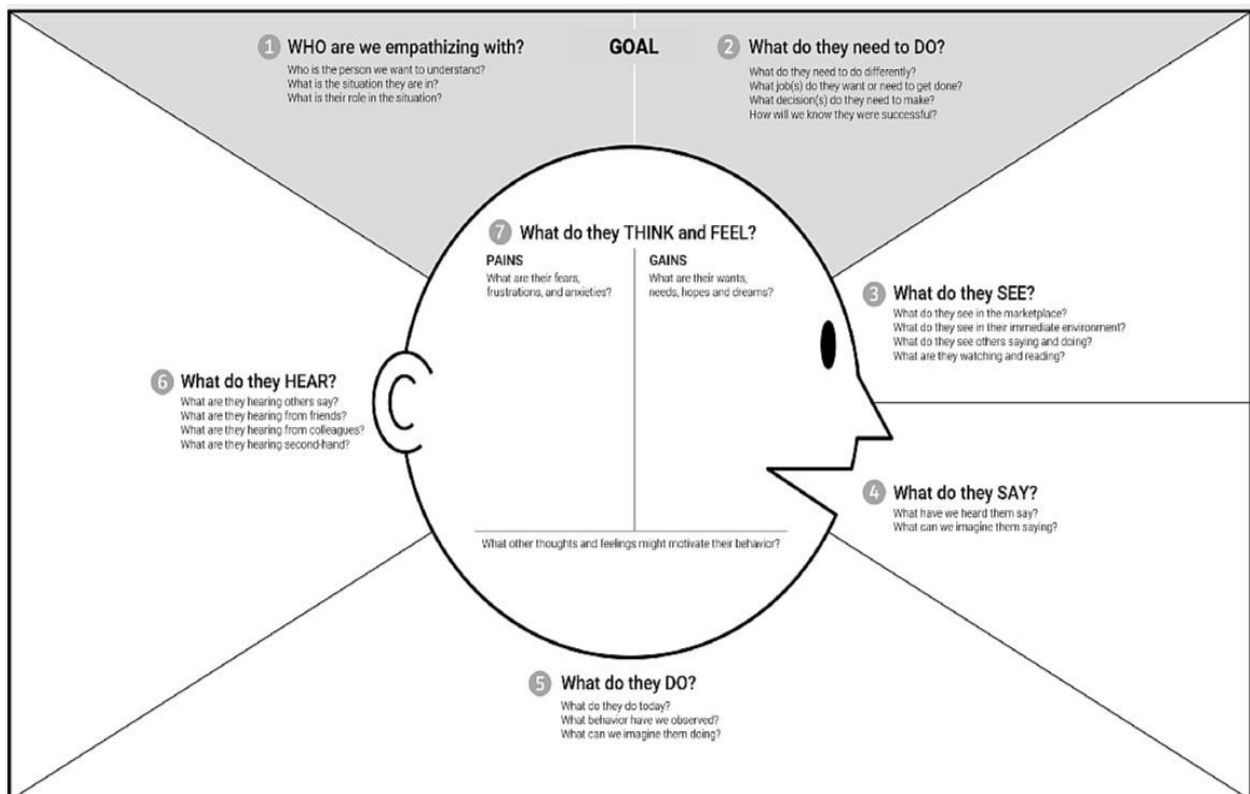 1 WHO are we empathizing with?
Who is the person we want to understand?
What is the situation they are in?
What is their role in the situation?
GOAL
2 What do they need to DO?
What do they need to do differently?
What job(s) do they want or need to get done?
What decision(s) do they need to make?
How will we know they were successful?
3 What do they SEE?
What do they see in the marketplace?
What do they see in their immediate environment?
What do they see others saying and doing?
What are they watching and reading?
4 What do they SAY?
What have we heard them say?
What can we imagine them saying?
5 What do they DO?
What do they do today?
What behavior have we observed?
What can we imagine them doing?
6 What do they HEAR?
What are they hearing others say?
What are they hearing from friends?
What are they hearing from colleagues?
What are they hearing second-hand?
7 What do they THINK and FEEL?
PAINS
What are their fears,
frustrations, and anxieties?
GAINS
What are their wants,
needs, hopes and dreams?
What other thoughts and feelings might motivate their behavior?